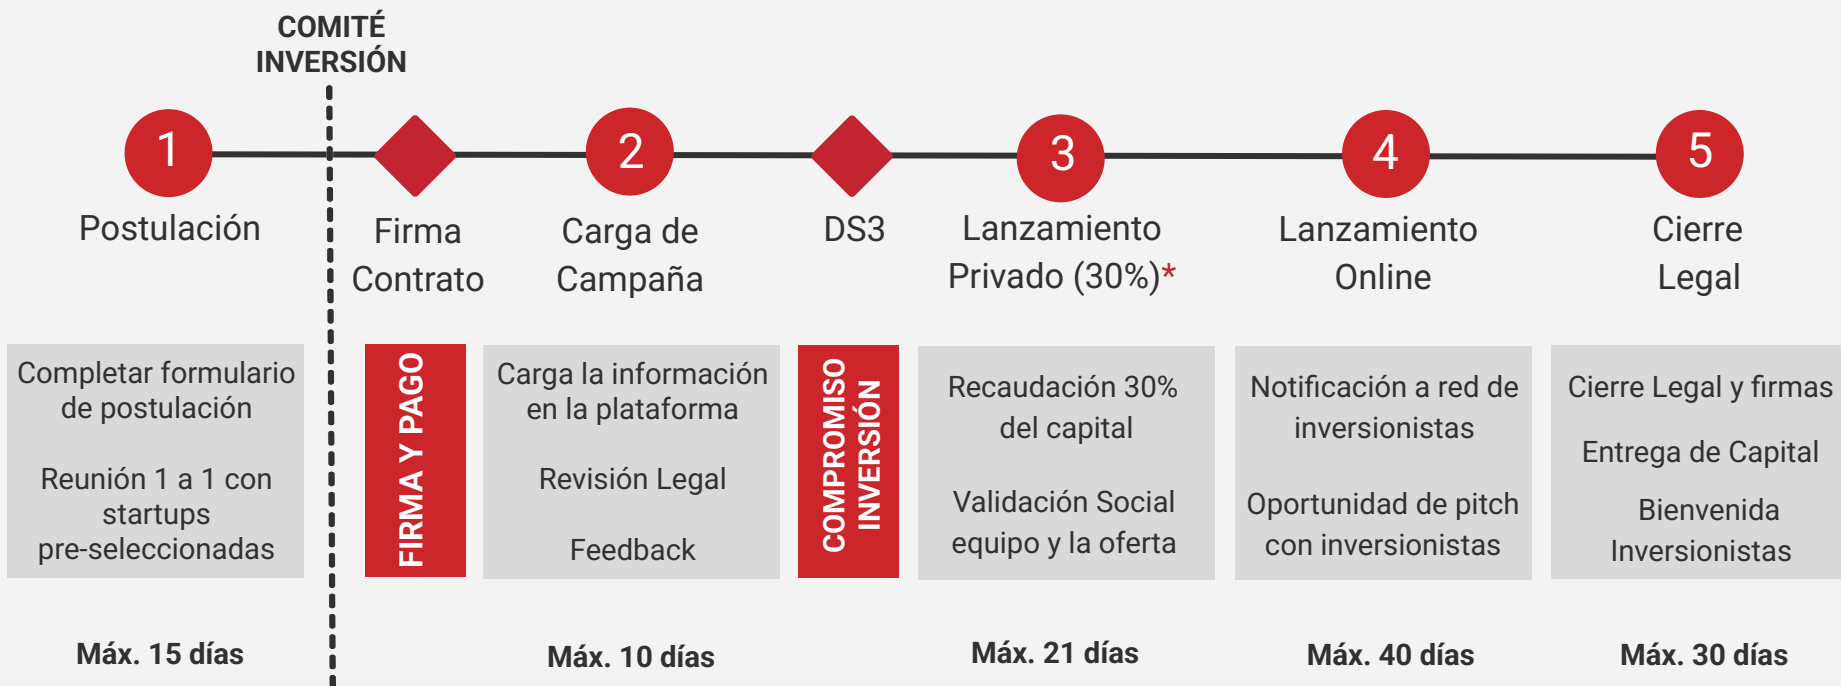 COMITÉ
INVERSIÓN
1
2
3
4
5
Postulación
Firma
Contrato
Carga de
Campaña
DS3
Lanzamiento
Privado (30%)*
Lanzamiento
Online
Cierre
Legal
Completar formulario
de postulación
Reunión 1 a 1 con
startups
pre-seleccionadas
FIRMA Y PAGO
Carga la información
en la plataforma
Revisión Legal
Feedback
COMPROMISO
INVERSIÓN
Recaudación 30%
del capital
Validación Social
equipo y la oferta
Notificación a red de
inversionistas
Oportunidad de pitch
con inversionistas
Cierre Legal y firmas
Entrega de Capital
Bienvenida
Inversionistas
Máx. 15 días
Máx. 10 días
Máx. 21 días
Máx. 40 días
Máx. 30 días